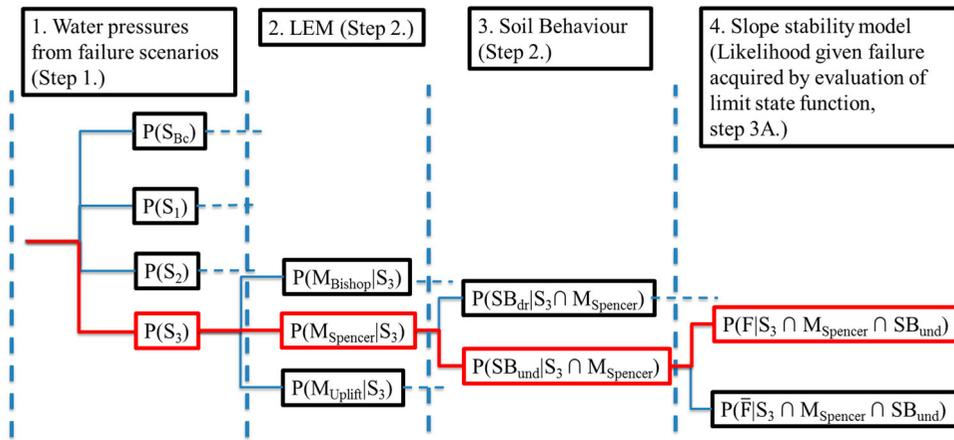 1. Water pressures
from failure scenarios
(Step 1.)
2. LEM (Step 2.)
3. Soil Behaviour
(Step 2.)
4. Slope stability model
(Likelihood given failure
acquired by evaluation of
limit state function,
step 3A.)
P(S_Bc)
P(S_1)
P(S_2)
P(S_3)
P(M_Bishop|S_3)
P(M_Spencer|S_3)
P(M_Uplift|S_3)
P(SB_dr|S_3 ∩ M_Spencer)
P(SB_und|S_3 ∩ M_Spencer)
P(F|S_3 ∩ M_Spencer ∩ SB_und)
P(F̄|S_3 ∩ M_Spencer ∩ SB_und)